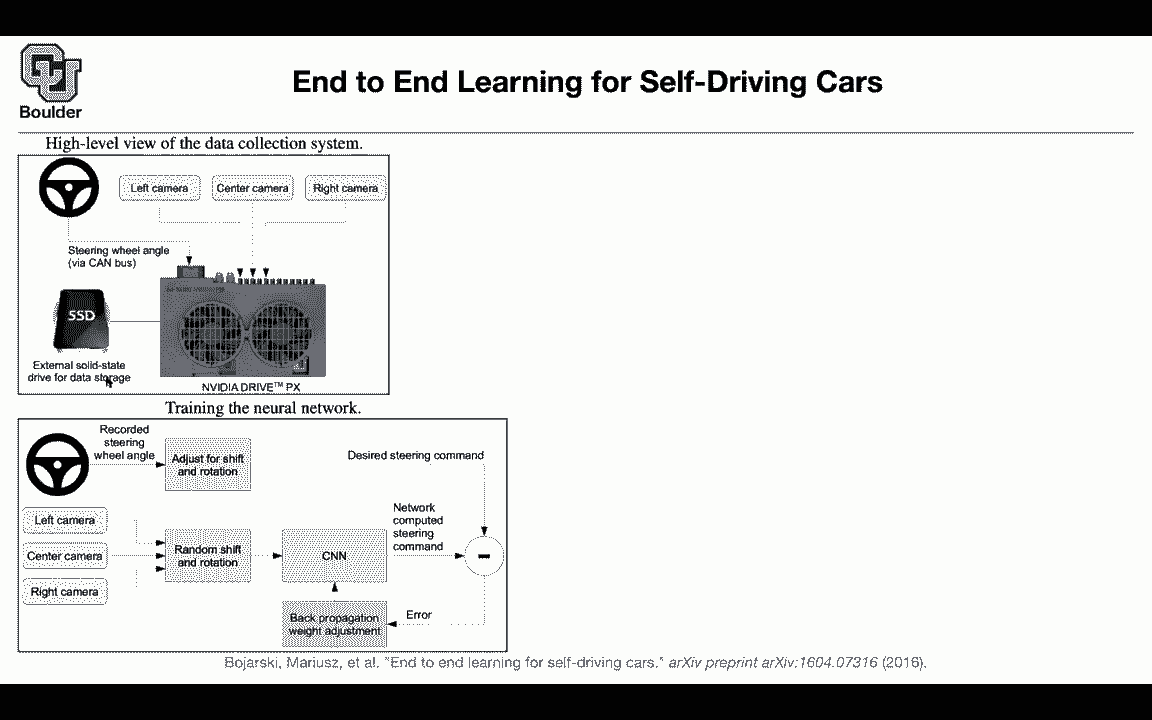 End to End Learning for Self-Driving Cars
Boulder
High-level view of the data collection system.
Left camera
Center camera
Right camera
Steering wheel angle
(via CAN bus)
SSD
External solid-state
drive for data storage
NVIDIA DRIVE™ PX
Training the neural network.
Recorded
steering
wheel angle
Adjust for shift
and rotation
Desired steering command
Left camera
Center camera
Right camera
Random shift
and rotation
CNN
Network
computed
steering
command
Back propagation
weight adjustment
Error
Bojarski, Mariusz, et al. "End to end learning for self-driving cars." arXiv preprint arXiv:1604.07316 (2016).